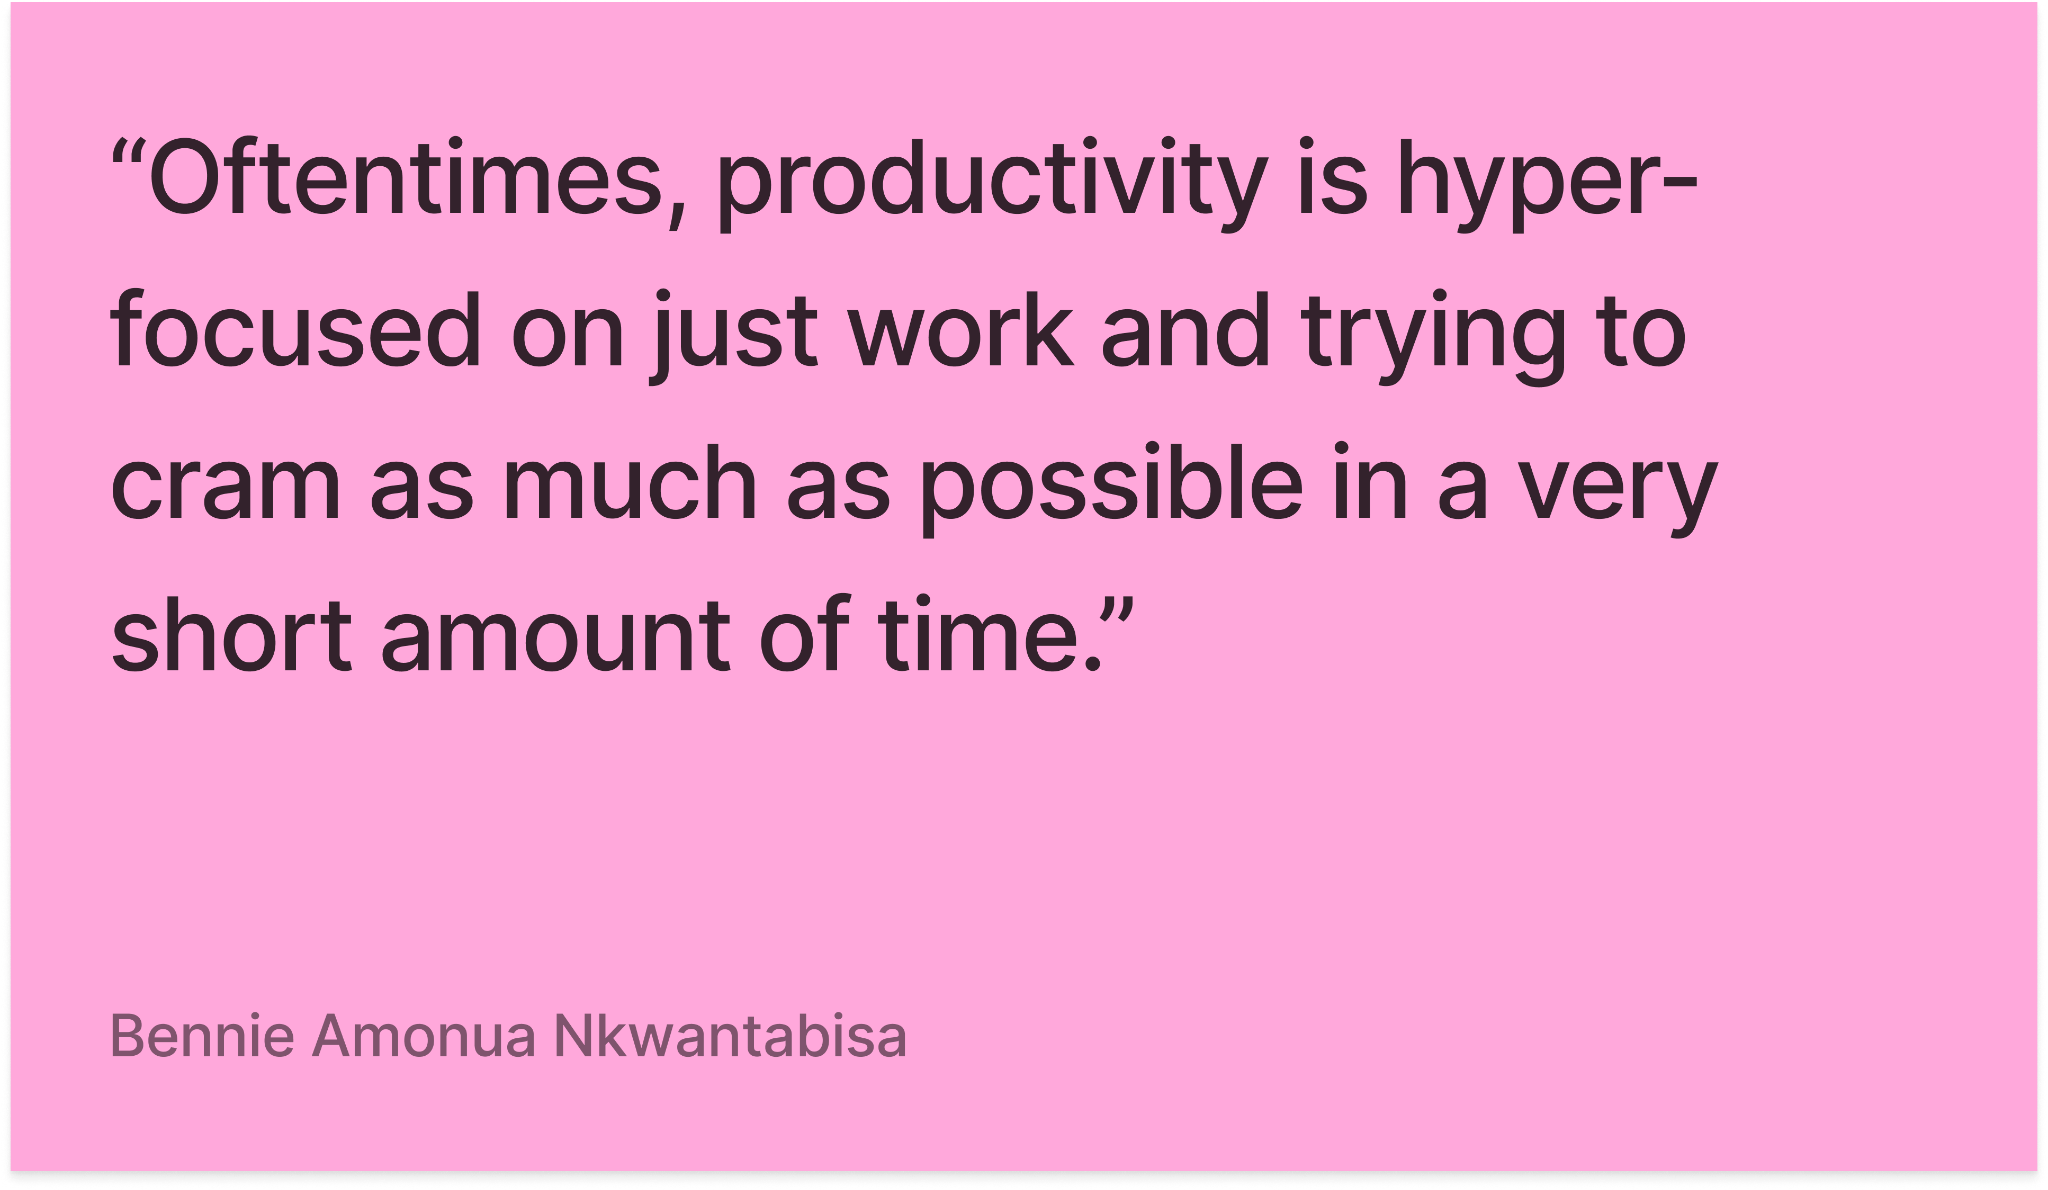 “Oftentimes, productivity is hyper-
focused on just work and trying to
cram as much as possible in a very
short amount of time.”
Bennie Amonua Nkwantabisa